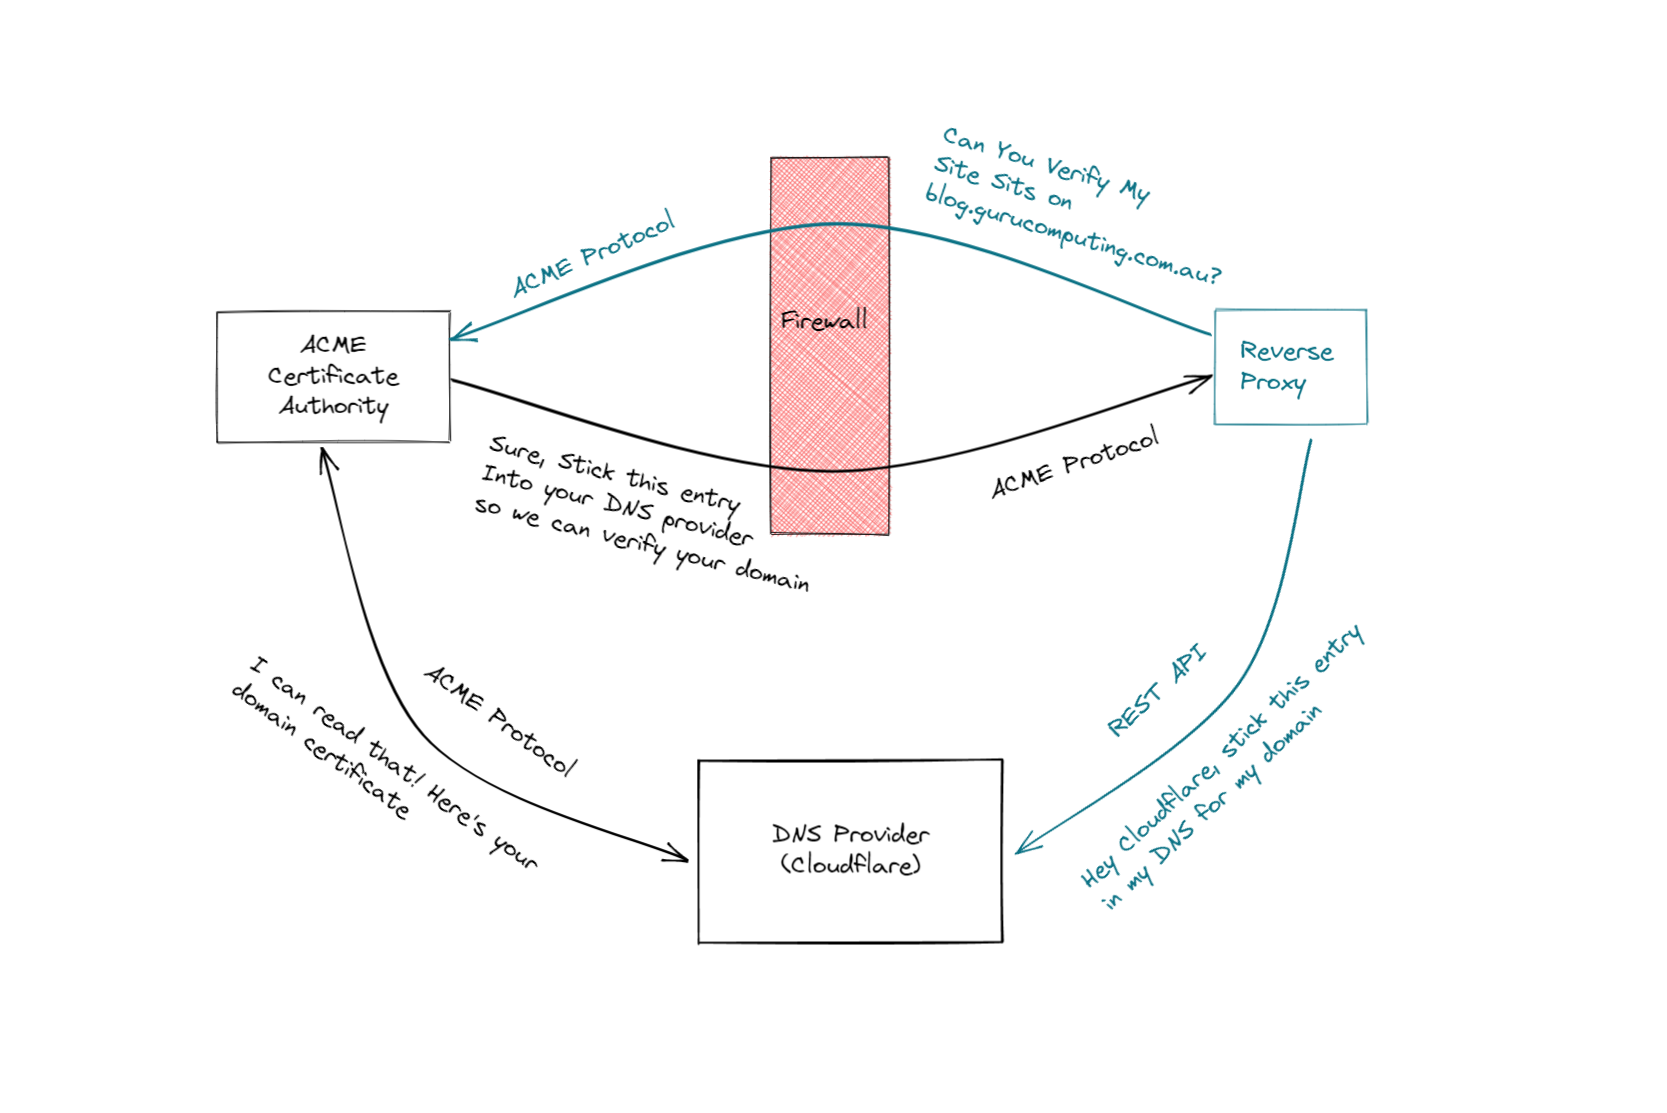 Can You Verify My
Site Sits on
blog.gurucomputing.com.au?
ACME Protocol
Firewall
ACME
Certificate
Authority
Reverse
Proxy
Sure, Stick this entry
Into your DNS provider
so we can verify your domain
ACME Protocol
I can read that! Here's your
domain certificate
ACME Protocol
REST API
Hey Cloudflare, stick this entry
in my DNS for my domain
DNS Provider
(Cloudflare)